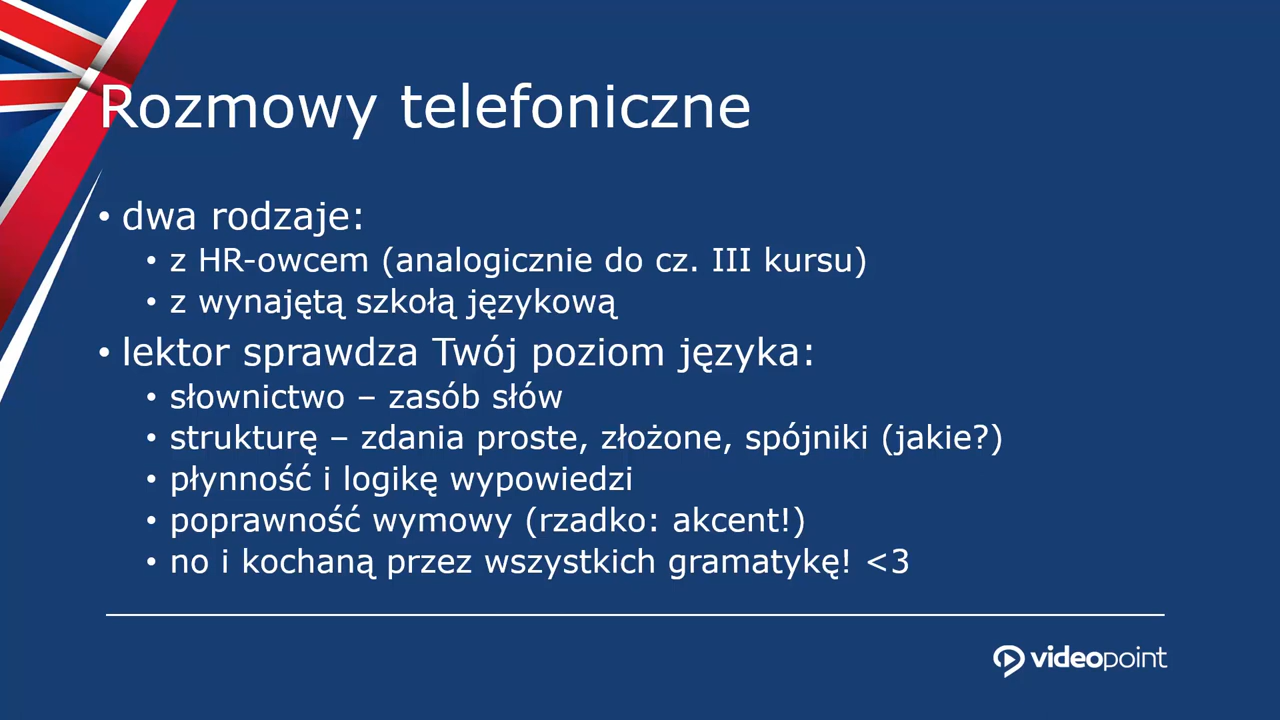 Rozmowy telefoniczne
• dwa rodzaje:
• z HR-owcem (analogicznie do cz. III kursu)
• z wynajętą szkołą językową
• lektor sprawdza Twój poziom języka:
• słownictwo – zasób słów
• strukturę – zdania proste, złożone, spójniki (jakie?)
• płynność i logikę wypowiedzi
• poprawność wymowy (rzadko: akcent!)
• no i kochaną przez wszystkich gramatykę! <3
videopoint